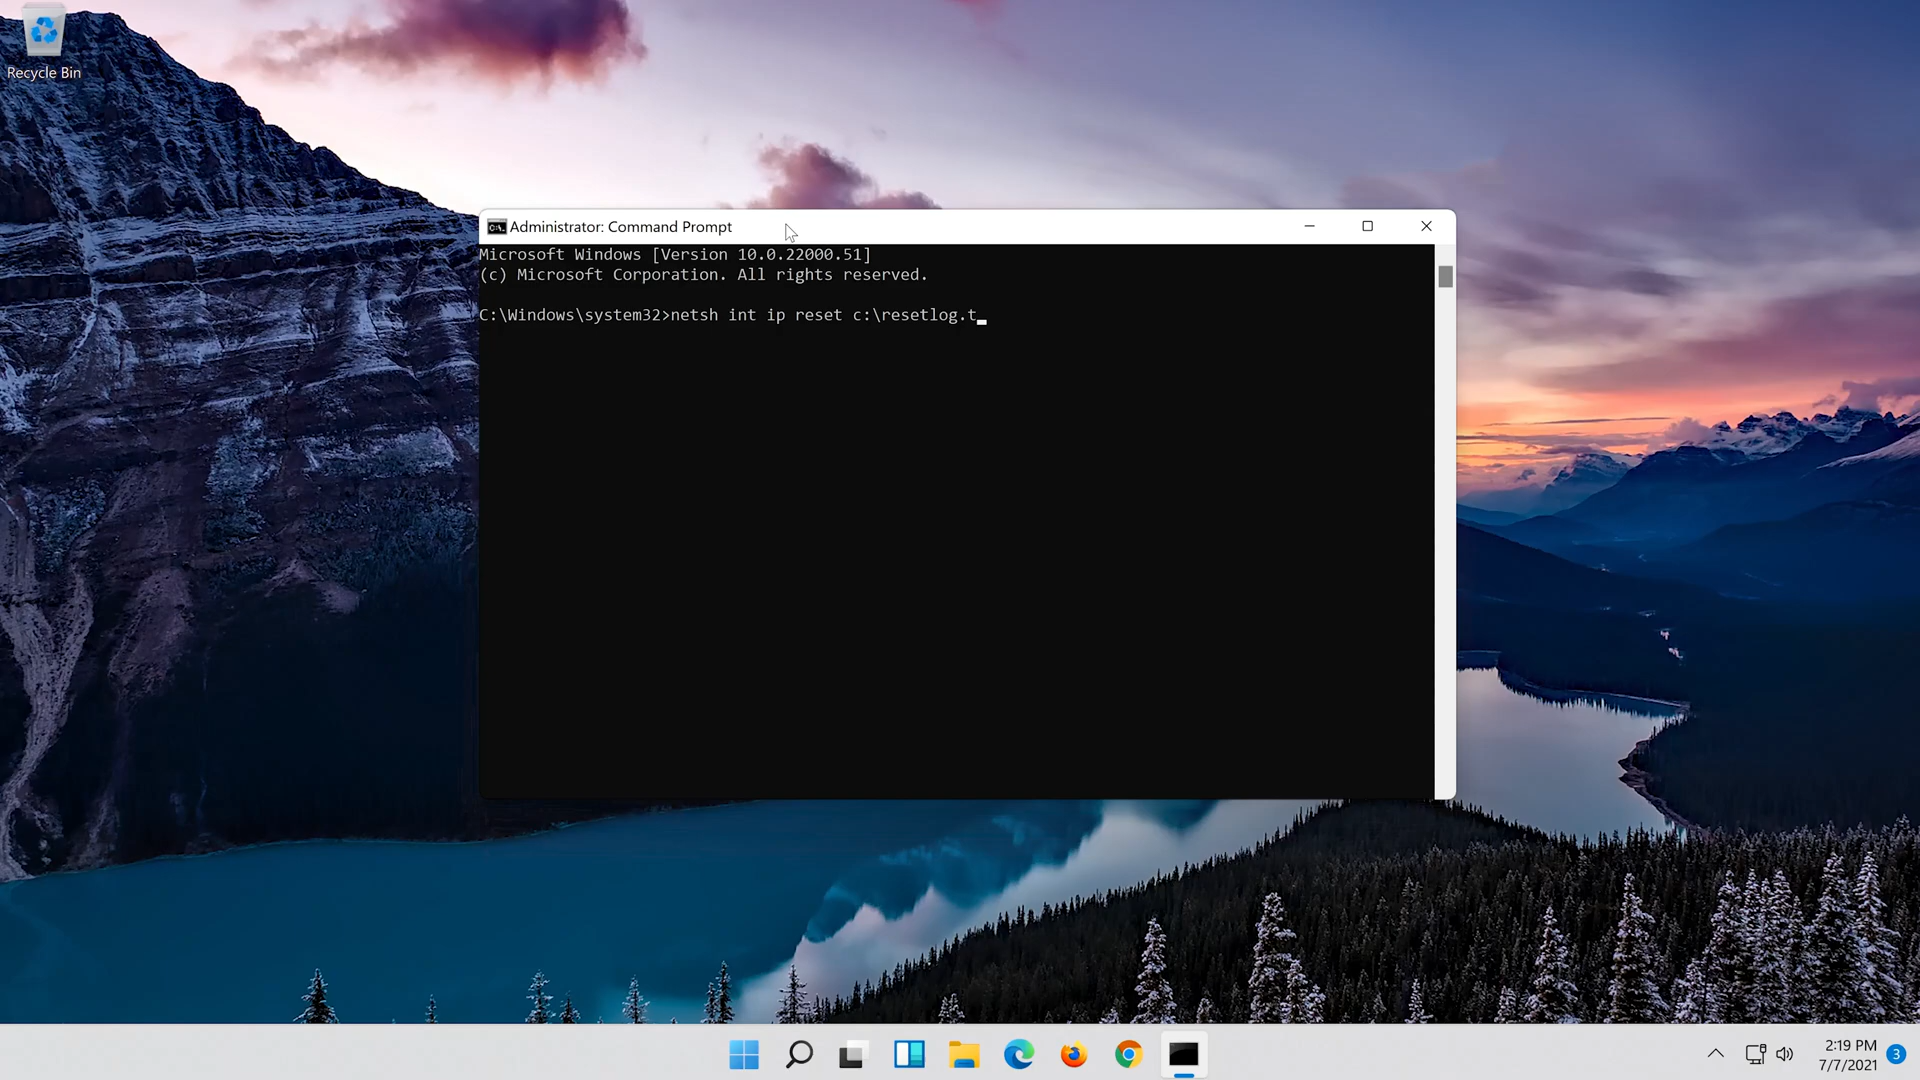 Recycle Bin
Administrator: Command Prompt
Microsoft Windows [Version 10.0.22000.51]
(c) Microsoft Corporation. All rights reserved.
C:\Windows\system32>netsh int ip reset c:\resetlog.t
2:19 PM
7/7/2021
3